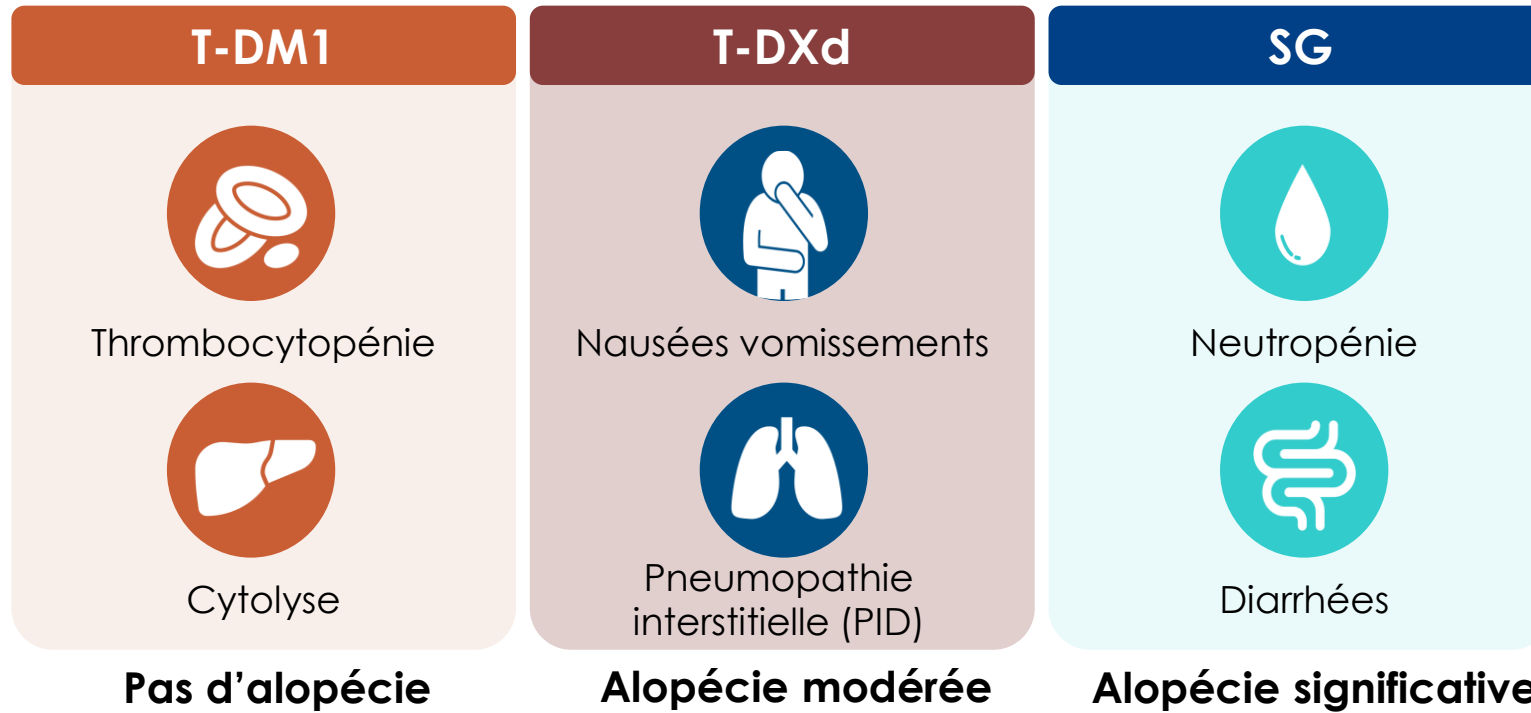 T-DM1
Thrombocytopénie
Cytolyse
Pas d’alopécie
T-DXd
Nausées vomissements
Pneumopathie
interstitielle (PID)
Alopécie modérée
SG
Neutropénie
Diarrhées
Alopécie significative